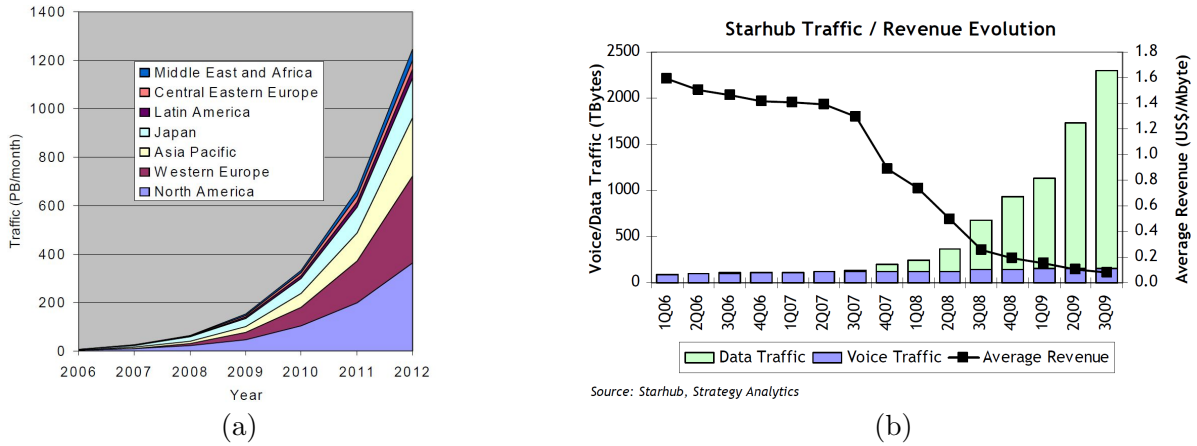 1400
1200
1000
800
600
400
200
0
Traffic (PB/month)
Middle East and Africa
Central Eastern Europe
Latin America
Japan
Asia Pacific
Western Europe
North America
2006 2007 2008 2009 2010 2011 2012
Year
(a)
Starhub Traffic / Revenue Evolution
2500
2000
1500
1000
500
0
Voice/Data Traffic (TBytes)
1.8
1.6
1.4
1.2
1.0
0.8
0.6
0.4
0.2
0.0
Average Revenue (US$/Mbyte)
1Q06 2Q06 3Q06 4Q06 1Q07 2Q07 3Q07 4Q07 1Q08 2Q08 3Q08 4Q08 1Q09 2Q09 3Q09
Data Traffic Voice Traffic Average Revenue
Source: Starhub, Strategy Analytics
(b)